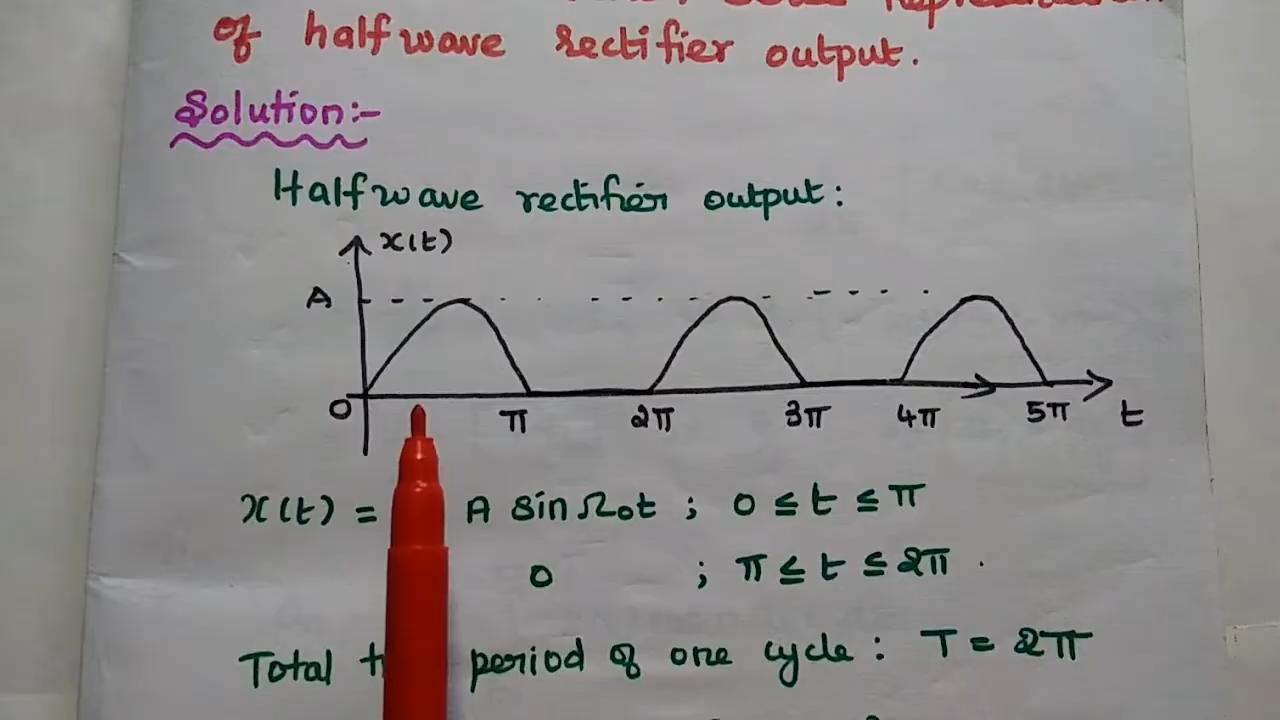 of halfwave rectifier output.
Solution:-
Halfwave rectifier output:
x(t)
A
0 π 2π 3π 4π 5π t
x(t) = A sin Ω₀t ; 0 ≤ t ≤ π
0 ; π ≤ t ≤ 2π .
Total period of one cycle : T = 2π